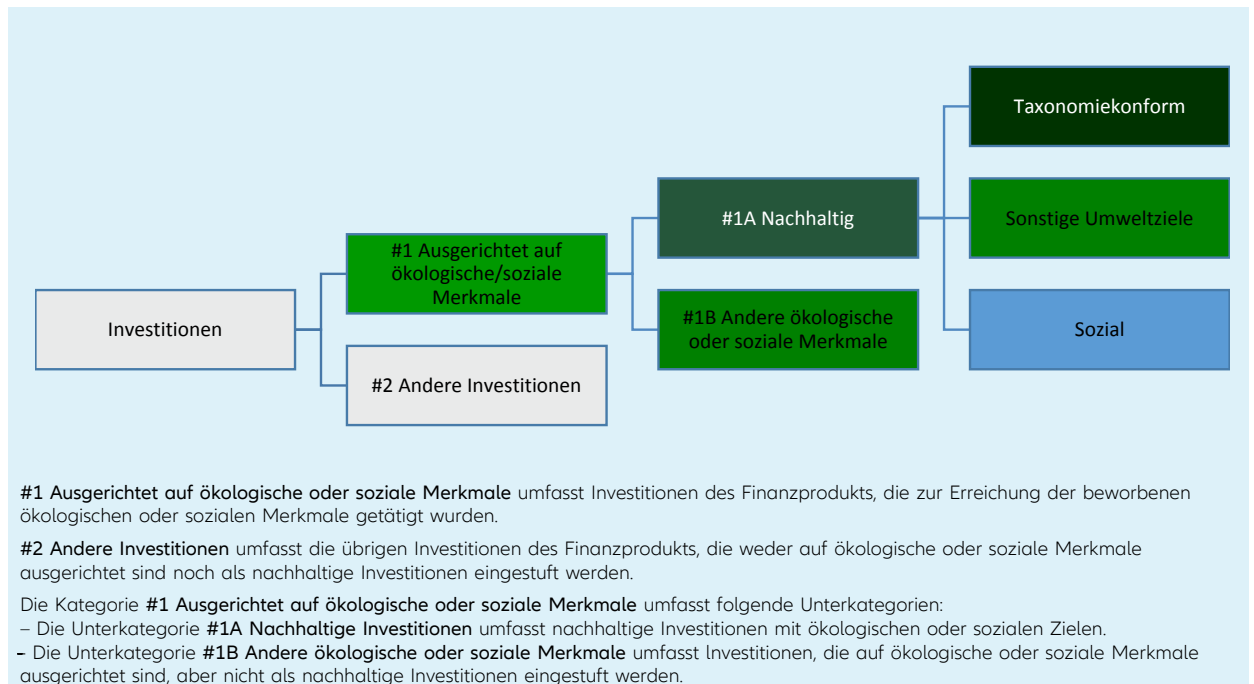 Taxonomiekonform
#1A Nachhaltig
Sonstige Umweltziele
#1 Ausgerichtet auf
ökologische/soziale
Merkmale
Investitionen
#1B Andere ökologische
oder soziale Merkmale
Sozial
#2 Andere Investitionen
#1 Ausgerichtet auf ökologische oder soziale Merkmale umfasst Investitionen des Finanzprodukts, die zur Erreichung der beworbenen
ökologischen oder sozialen Merkmale getätigt wurden.
#2 Andere Investitionen umfasst die übrigen Investitionen des Finanzprodukts, die weder auf ökologische oder soziale Merkmale
ausgerichtet sind noch als nachhaltige Investitionen eingestuft werden.
Die Kategorie #1 Ausgerichtet auf ökologische oder soziale Merkmale umfasst folgende Unterkategorien:
– Die Unterkategorie #1A Nachhaltige Investitionen umfasst nachhaltige Investitionen mit ökologischen oder sozialen Zielen.
- Die Unterkategorie #1B Andere ökologische oder soziale Merkmale umfasst Investitionen, die auf ökologische oder soziale Merkmale
ausgerichtet sind, aber nicht als nachhaltige Investitionen eingestuft werden.